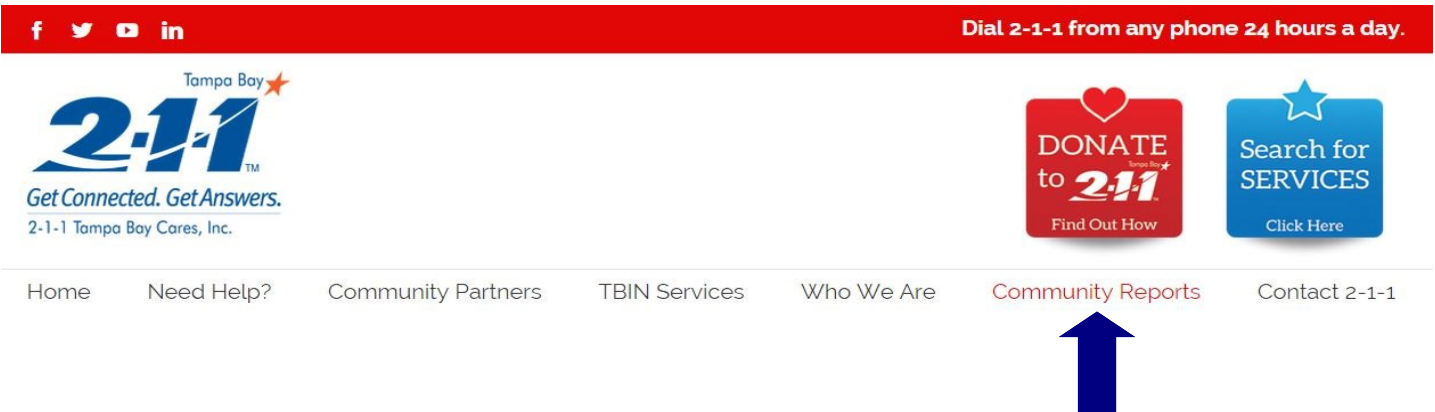 f in
Dial 2-1-1 from any phone 24 hours a day.
Tampa Bay
2-1-1
TM
Get Connected. Get Answers.
2-1-1 Tampa Bay Cares, Inc.
DONATE
Tampa Bay
to 2-1-1
Find Out How
Search for
SERVICES
Click Here
Home Need Help? Community Partners TBIN Services Who We Are Community Reports Contact 2-1-1